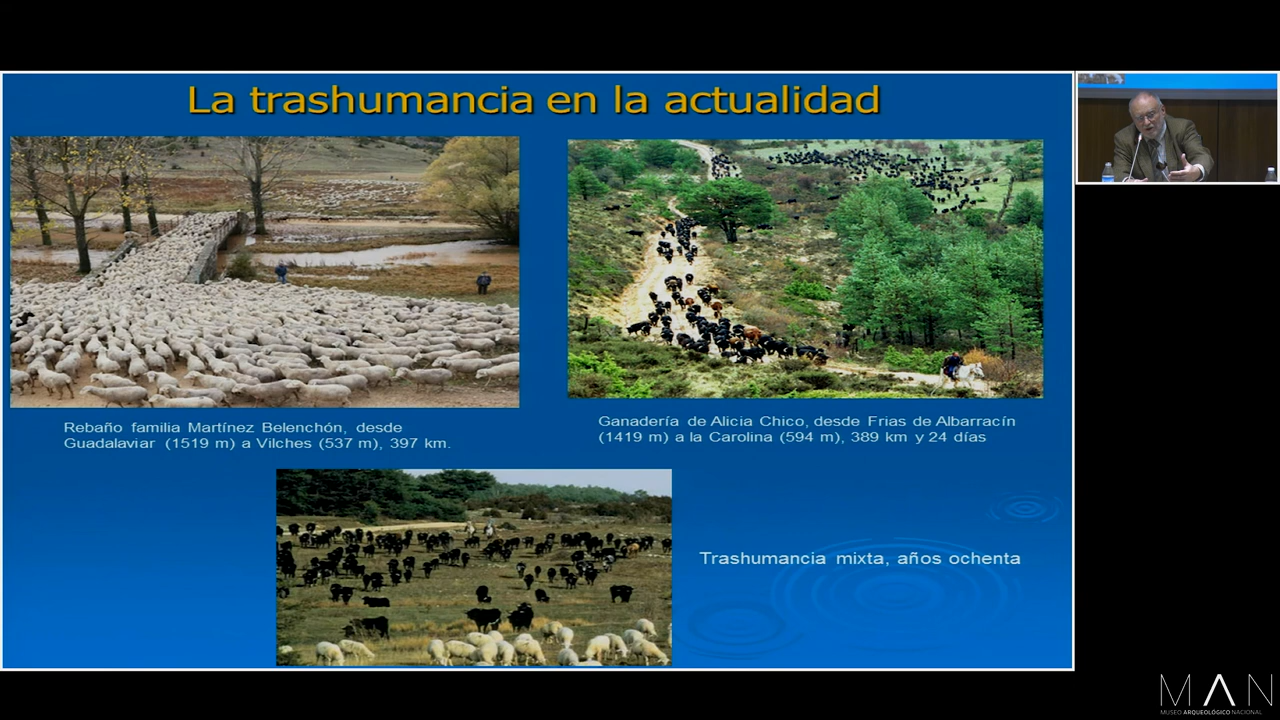 La trashumancia en la actualidad
Rebaño familia Martínez Belenchón, desde
Guadalaviar (1519 m) a Vilches (537 m), 397 km.
Ganadería de Alicia Chico, desde Frias de Albarracín
(1419 m) a la Carolina (594 m), 389 km y 24 días
Trashumancia mixta, años ochenta
MAN
MUSEO ARQUEOLÓGICO NACIONAL